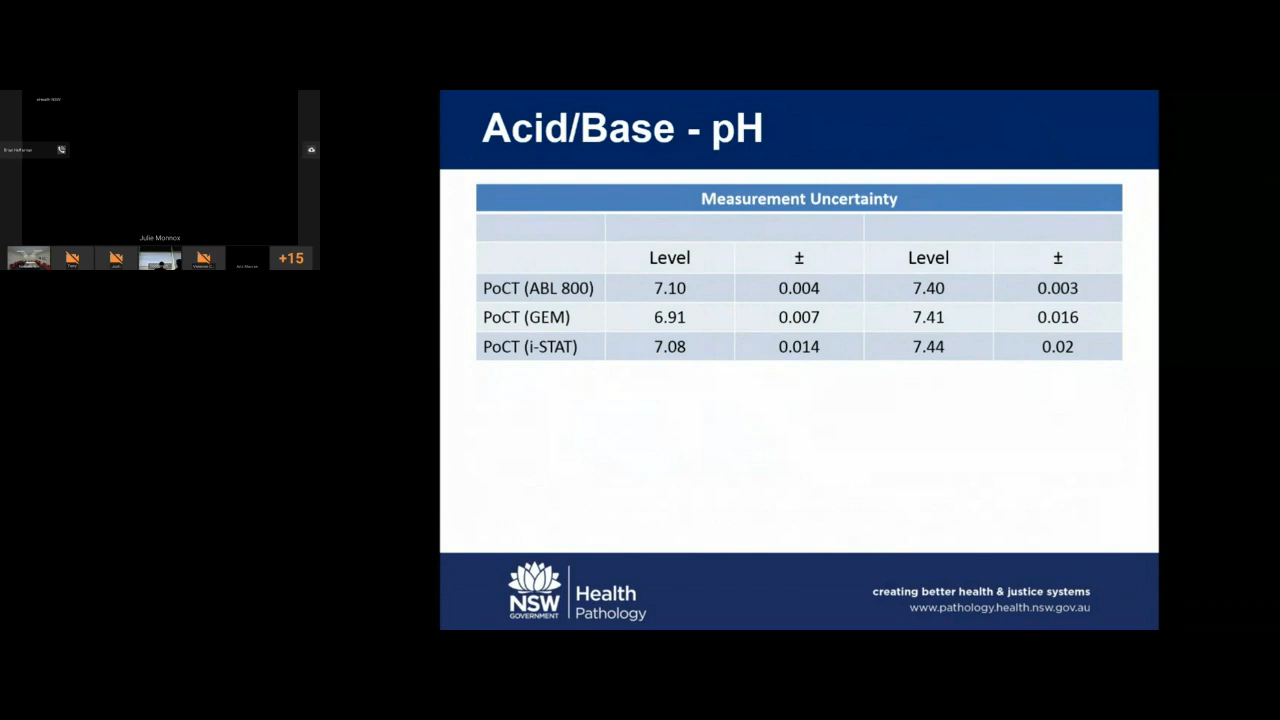 eHealth NSW
Julie Monnox
+15
Acid/Base - pH
Measurement Uncertainty
Level ± Level ±
PoCT (ABL 800) 7.10 0.004 7.40 0.003
PoCT (GEM) 6.91 0.007 7.41 0.016
PoCT (i-STAT) 7.08 0.014 7.44 0.02
NSW
GOVERNMENT
Health
Pathology
creating better health & justice systems
www.pathology.health.nsw.gov.au